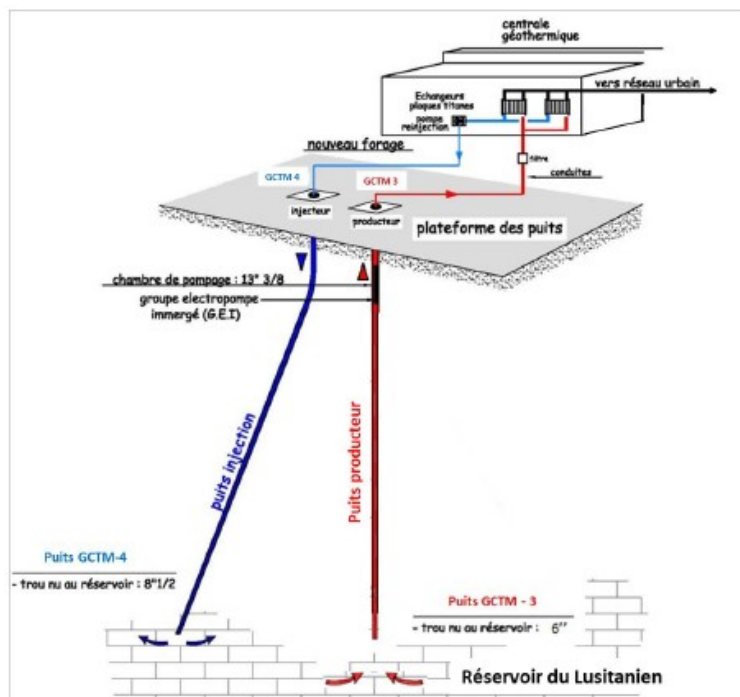 centrale
géothermique
vers réseau urbain
Echangeurs
plaques titanes
pompe
reinjection
nouveau forage
filtre
GCTM 4
GCTM 3
conduites
injecteur
producteur
plateforme des puits
chambre de pompage : 13" 3/8
groupe electropompe
immergé (G.E.I)
puits injection
Puits producteur
Puits GCTM-4
- trou nu au réservoir : 8"1/2
Puits GCTM - 3
- trou nu au réservoir : 6"
Réservoir du Lusitanien